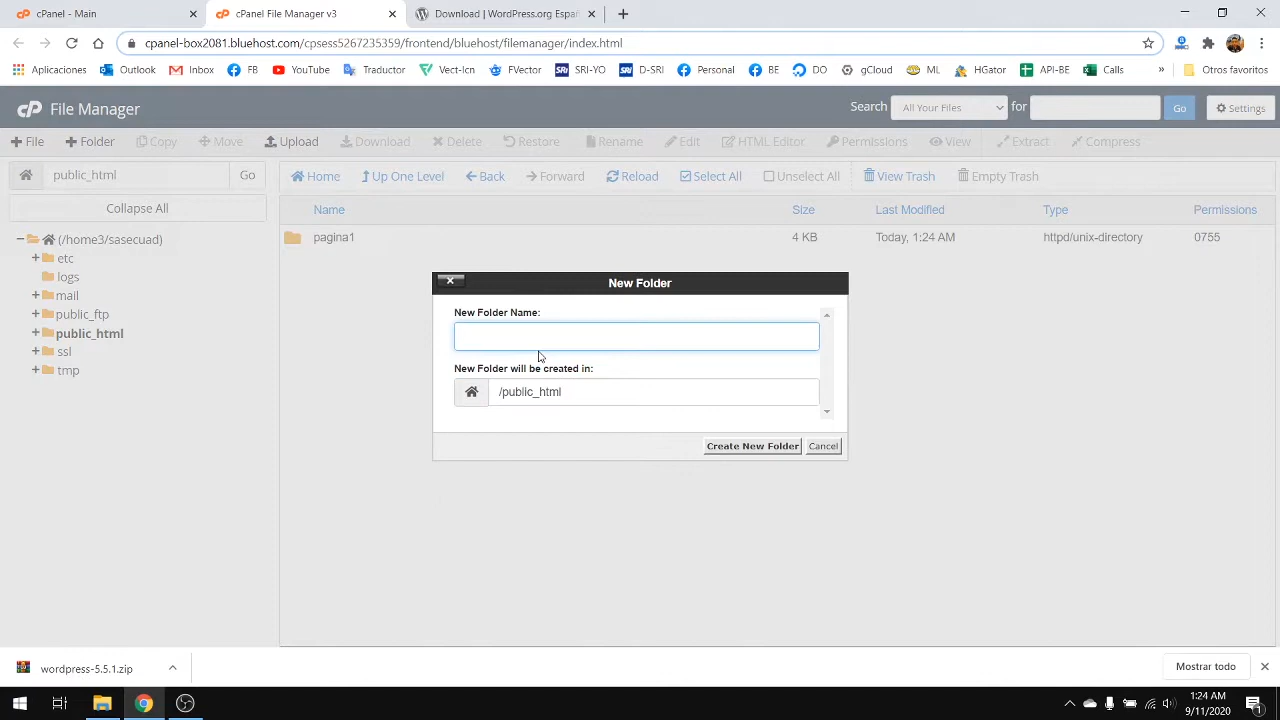 cPanel - Main
cPanel File Manager v3
Download | WordPress.org Españ
cpanel-box2081.bluehost.com/cpsess5267235359/frontend/bluehost/filemanager/index.html
Aplicaciones Outlook Inbox FB YouTube Traductor Vect-Icn FVector SRI-YO D-SRI Personal BE DO gCloud ML HGator API-BE Calls » Otros favoritos
cP File Manager
Search All Your Files for Go Settings
File Folder Copy Move Upload Download Delete Restore Rename Edit HTML Editor Permissions View Extract Compress
public_html Go
Home Up One Level Back Forward Reload Select All Unselect All View Trash Empty Trash
Collapse All
Name Size Last Modified Type Permissions
pagina1 4 KB Today, 1:24 AM httpd/unix-directory 0755
(/home3/sasecuad)
etc
logs
mail
public_ftp
public_html
ssl
tmp
New Folder
New Folder Name:
New Folder will be created in:
/public_html
Create New Folder Cancel
wordpress-5.5.1.zip
Mostrar todo
1:24 AM
9/11/2020
1